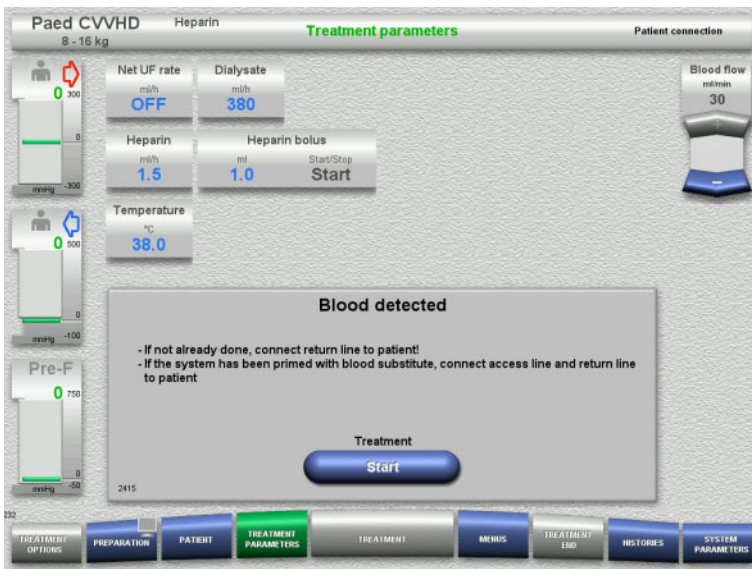 Paed CVVHD Heparin Treatment parameters Patient connection
8 - 16 kg
Net UF rate Dialysate Blood flow
ml/h ml/h ml/min
OFF 380 30
0 300
0
-300
mmHg
Heparin Heparin bolus
ml/h ml Start/Stop
1.5 1.0 Start
Temperature
°C
38.0
0 500
0
-100
mmHg
Blood detected
- If not already done, connect return line to patient!
- If the system has been primed with blood substitute, connect access line and return line
to patient
Pre-F
0 750
0
-50
mmHg
Treatment
Start
2415
232
TREATMENT OPTIONS
PREPARATION
PATIENT
TREATMENT PARAMETERS
TREATMENT
MENUS
TREATMENT END
HISTORIES
SYSTEM PARAMETERS